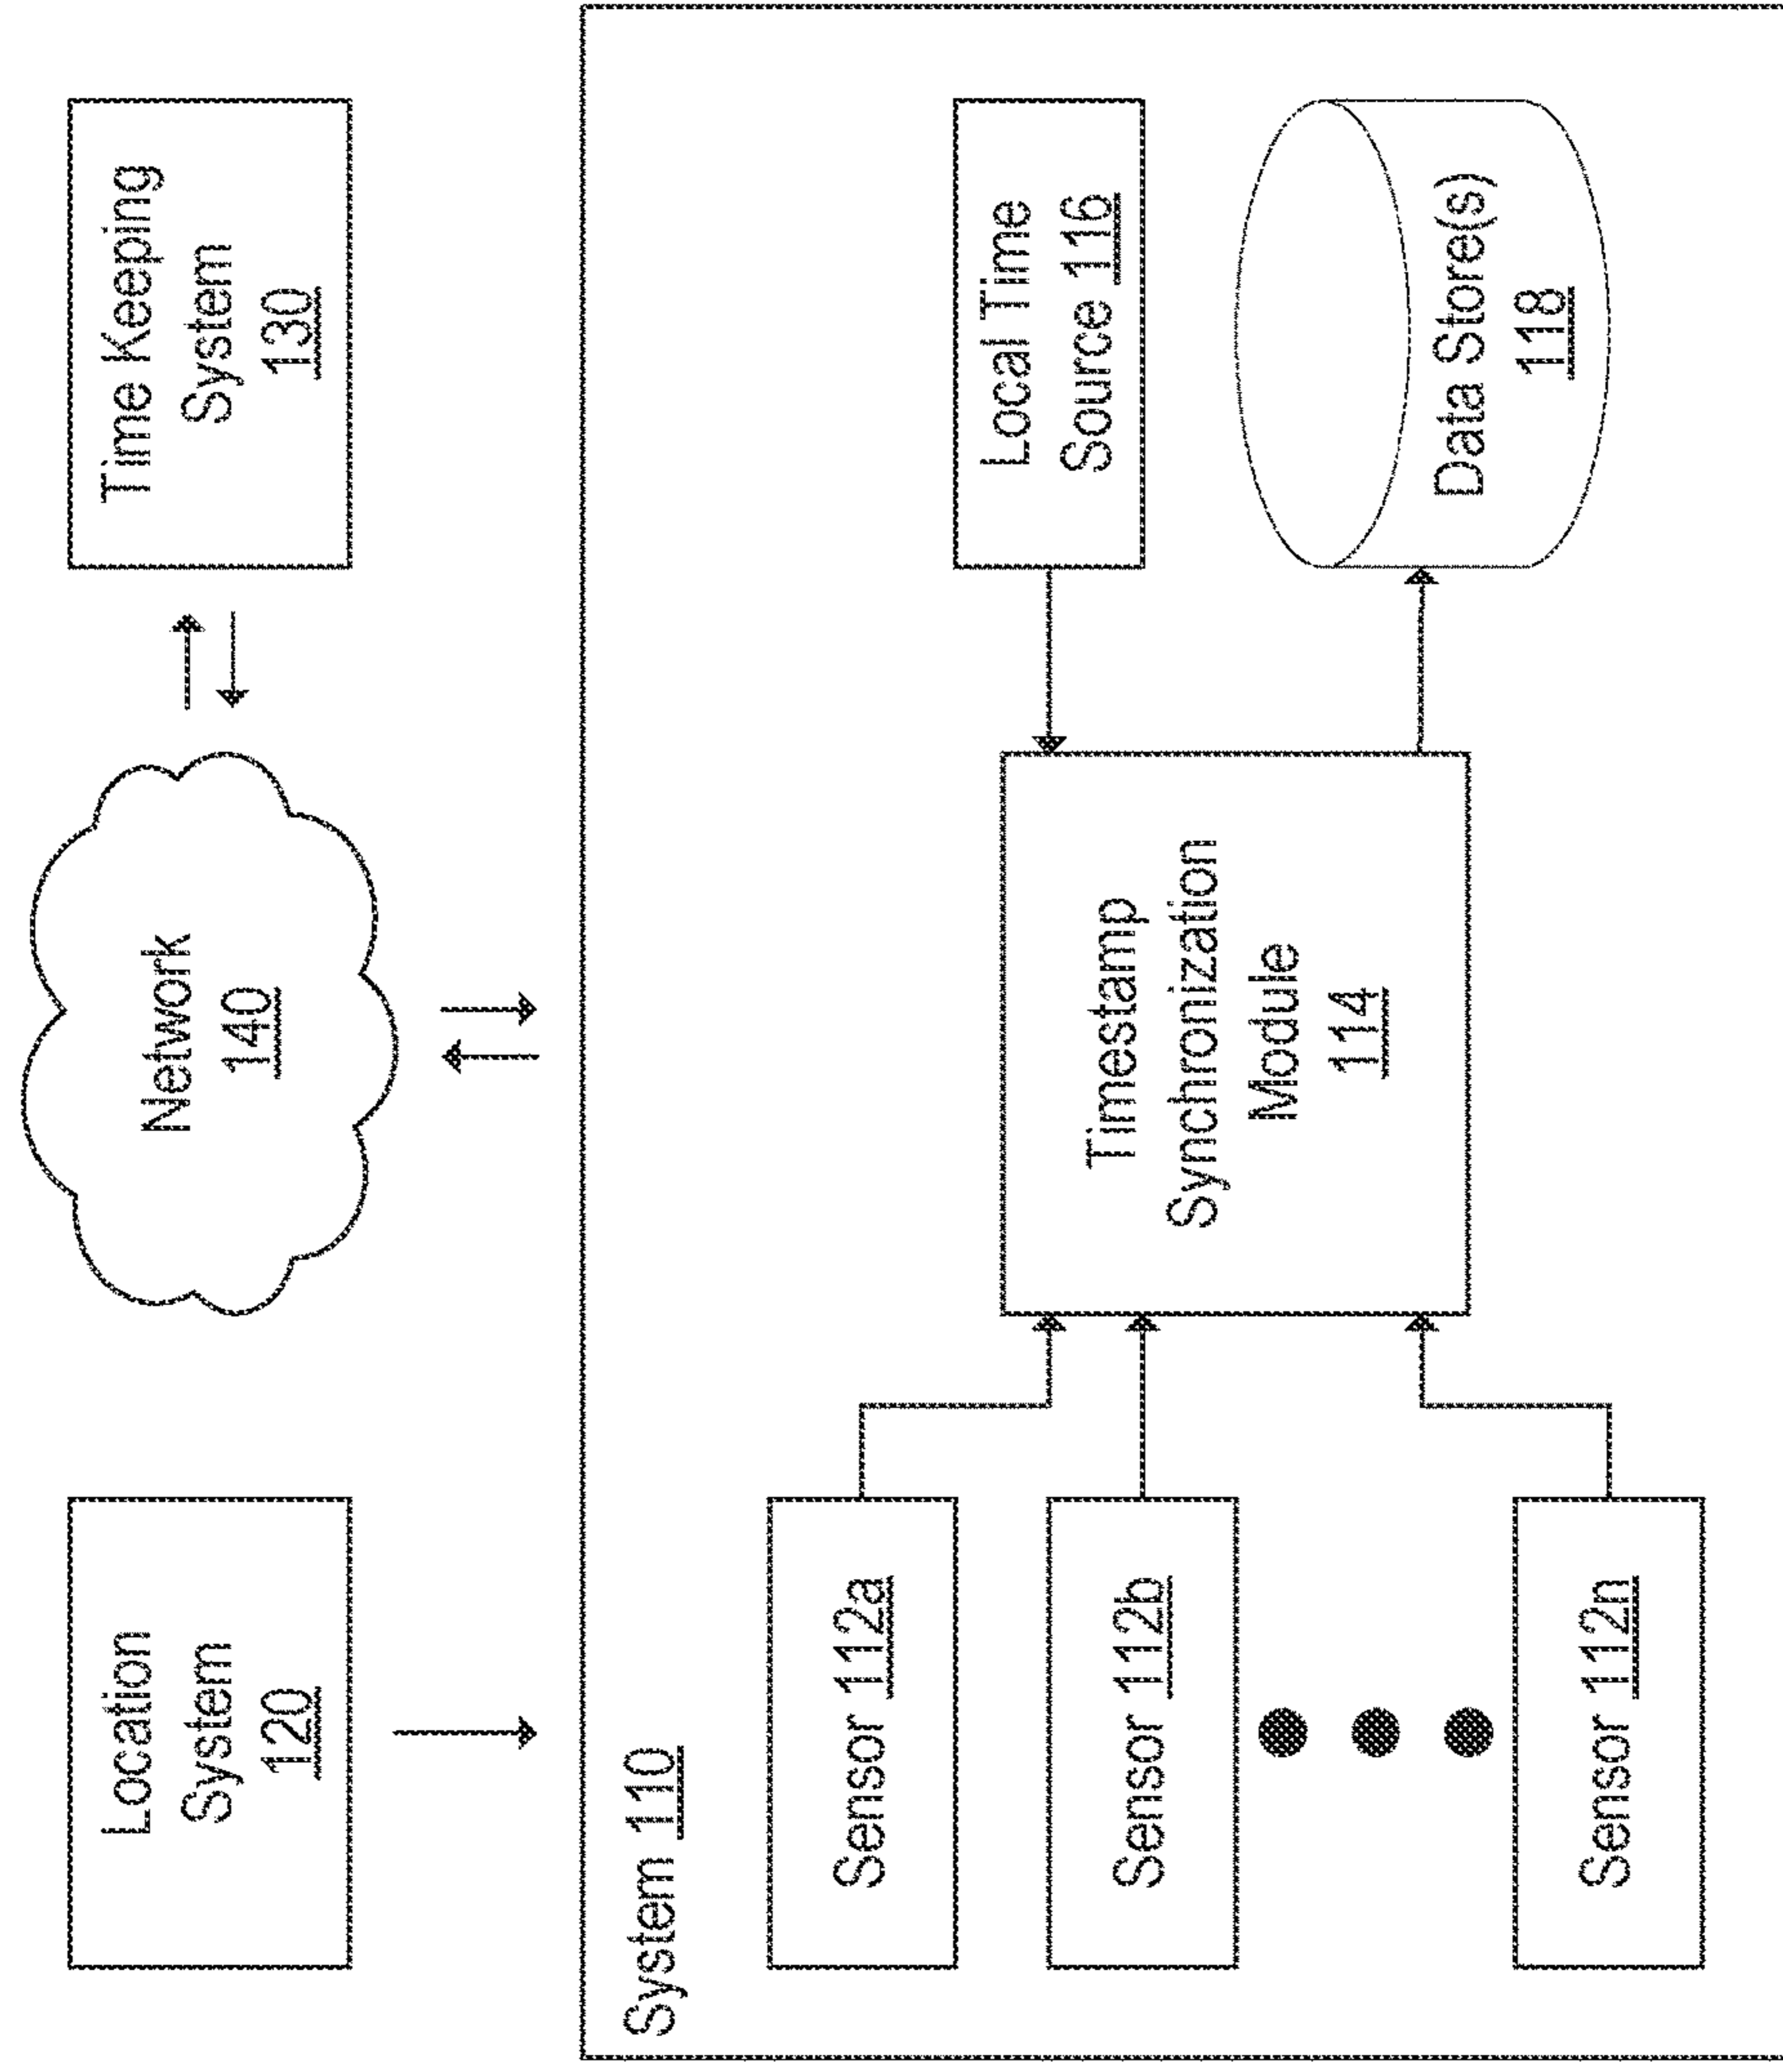 Location
System
120
Network
140
Time Keeping
System
130
System 110
Sensor 112a
Sensor 112b
Sensor 112n
Timestamp
Synchronization
Module
114
Local Time
Source 116
Data Store(s)
118